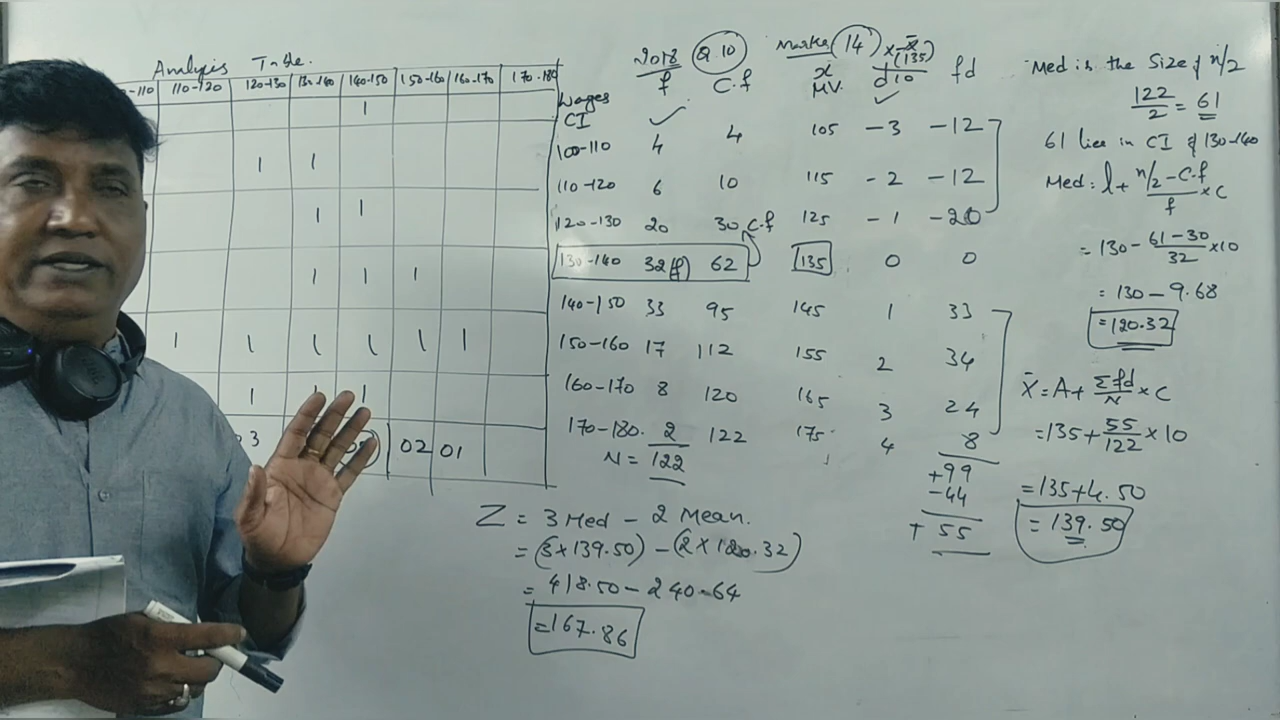 Analysis Table.
-110 110-120 120-130 130-140 140-150 150-160 160-170 170-180
1
1 1
1 1
1 1 1
1 1 1 1 1 1
1 1 1
3 02 01
2018 Q.10 Marks (14)
f C.f x MV. x-x̄(135) d 10 fd
Wages
CI ✓ ✓
100-110 4 4 105 -3 -12
110-120 6 10 115 -2 -12
120-130 20 30 C.f 125 -1 -20
130-140 32(f) 62 135 0 0
140-150 33 95 145 1 33
150-160 17 112 155 2 34
160-170 8 120 165 3 24
170-180. 2 122 175 4 8
N = 122
+99
-44
+ 55
Z = 3 Med - 2 Mean.
= (3x139.50) - (2x120.32)
= 418.50 - 240.64
= 167.86
Med is the Size of n/2
122/2 = 61
61 lies in CI of 130-140
Med: l + n/2 - C.f / f x C
= 130 - 61-30/32 x10
= 130 - 9.68
= 120.32
X̄ = A + Σfd/N x C
= 135 + 55/122 x 10
= 135 + 4.50
= 139.50